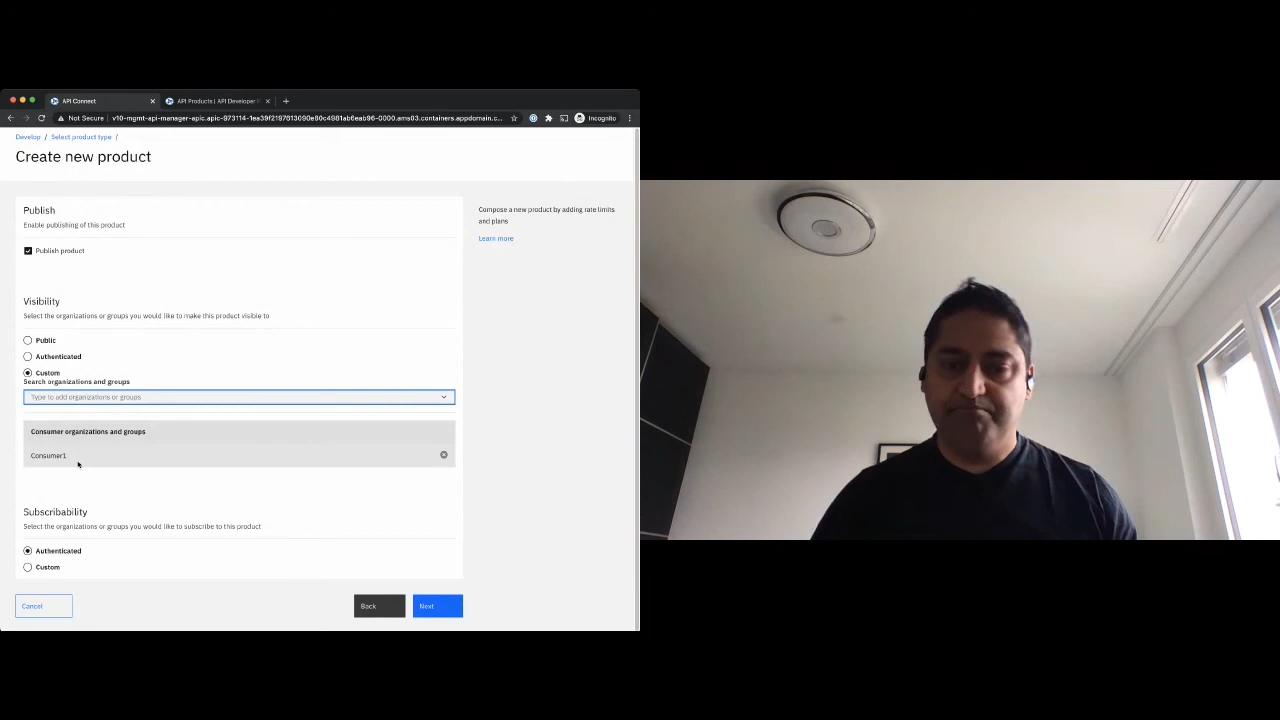 API Connect
API Products | API Developer
Not Secure
Incognito
Develop / Select product type /
Create new product
Publish
Enable publishing of this product
Publish product
Visibility
Select the organizations or groups you would like to make this product visible to
Public
Authenticated
Custom
Search organizations and groups
Type to add organizations or groups
Consumer organizations and groups
Consumer1
Subscribability
Select the organizations or groups you would like to subscribe to this product
Authenticated
Custom
Cancel
Back
Next
Compose a new product by adding rate limits
and plans
Learn more